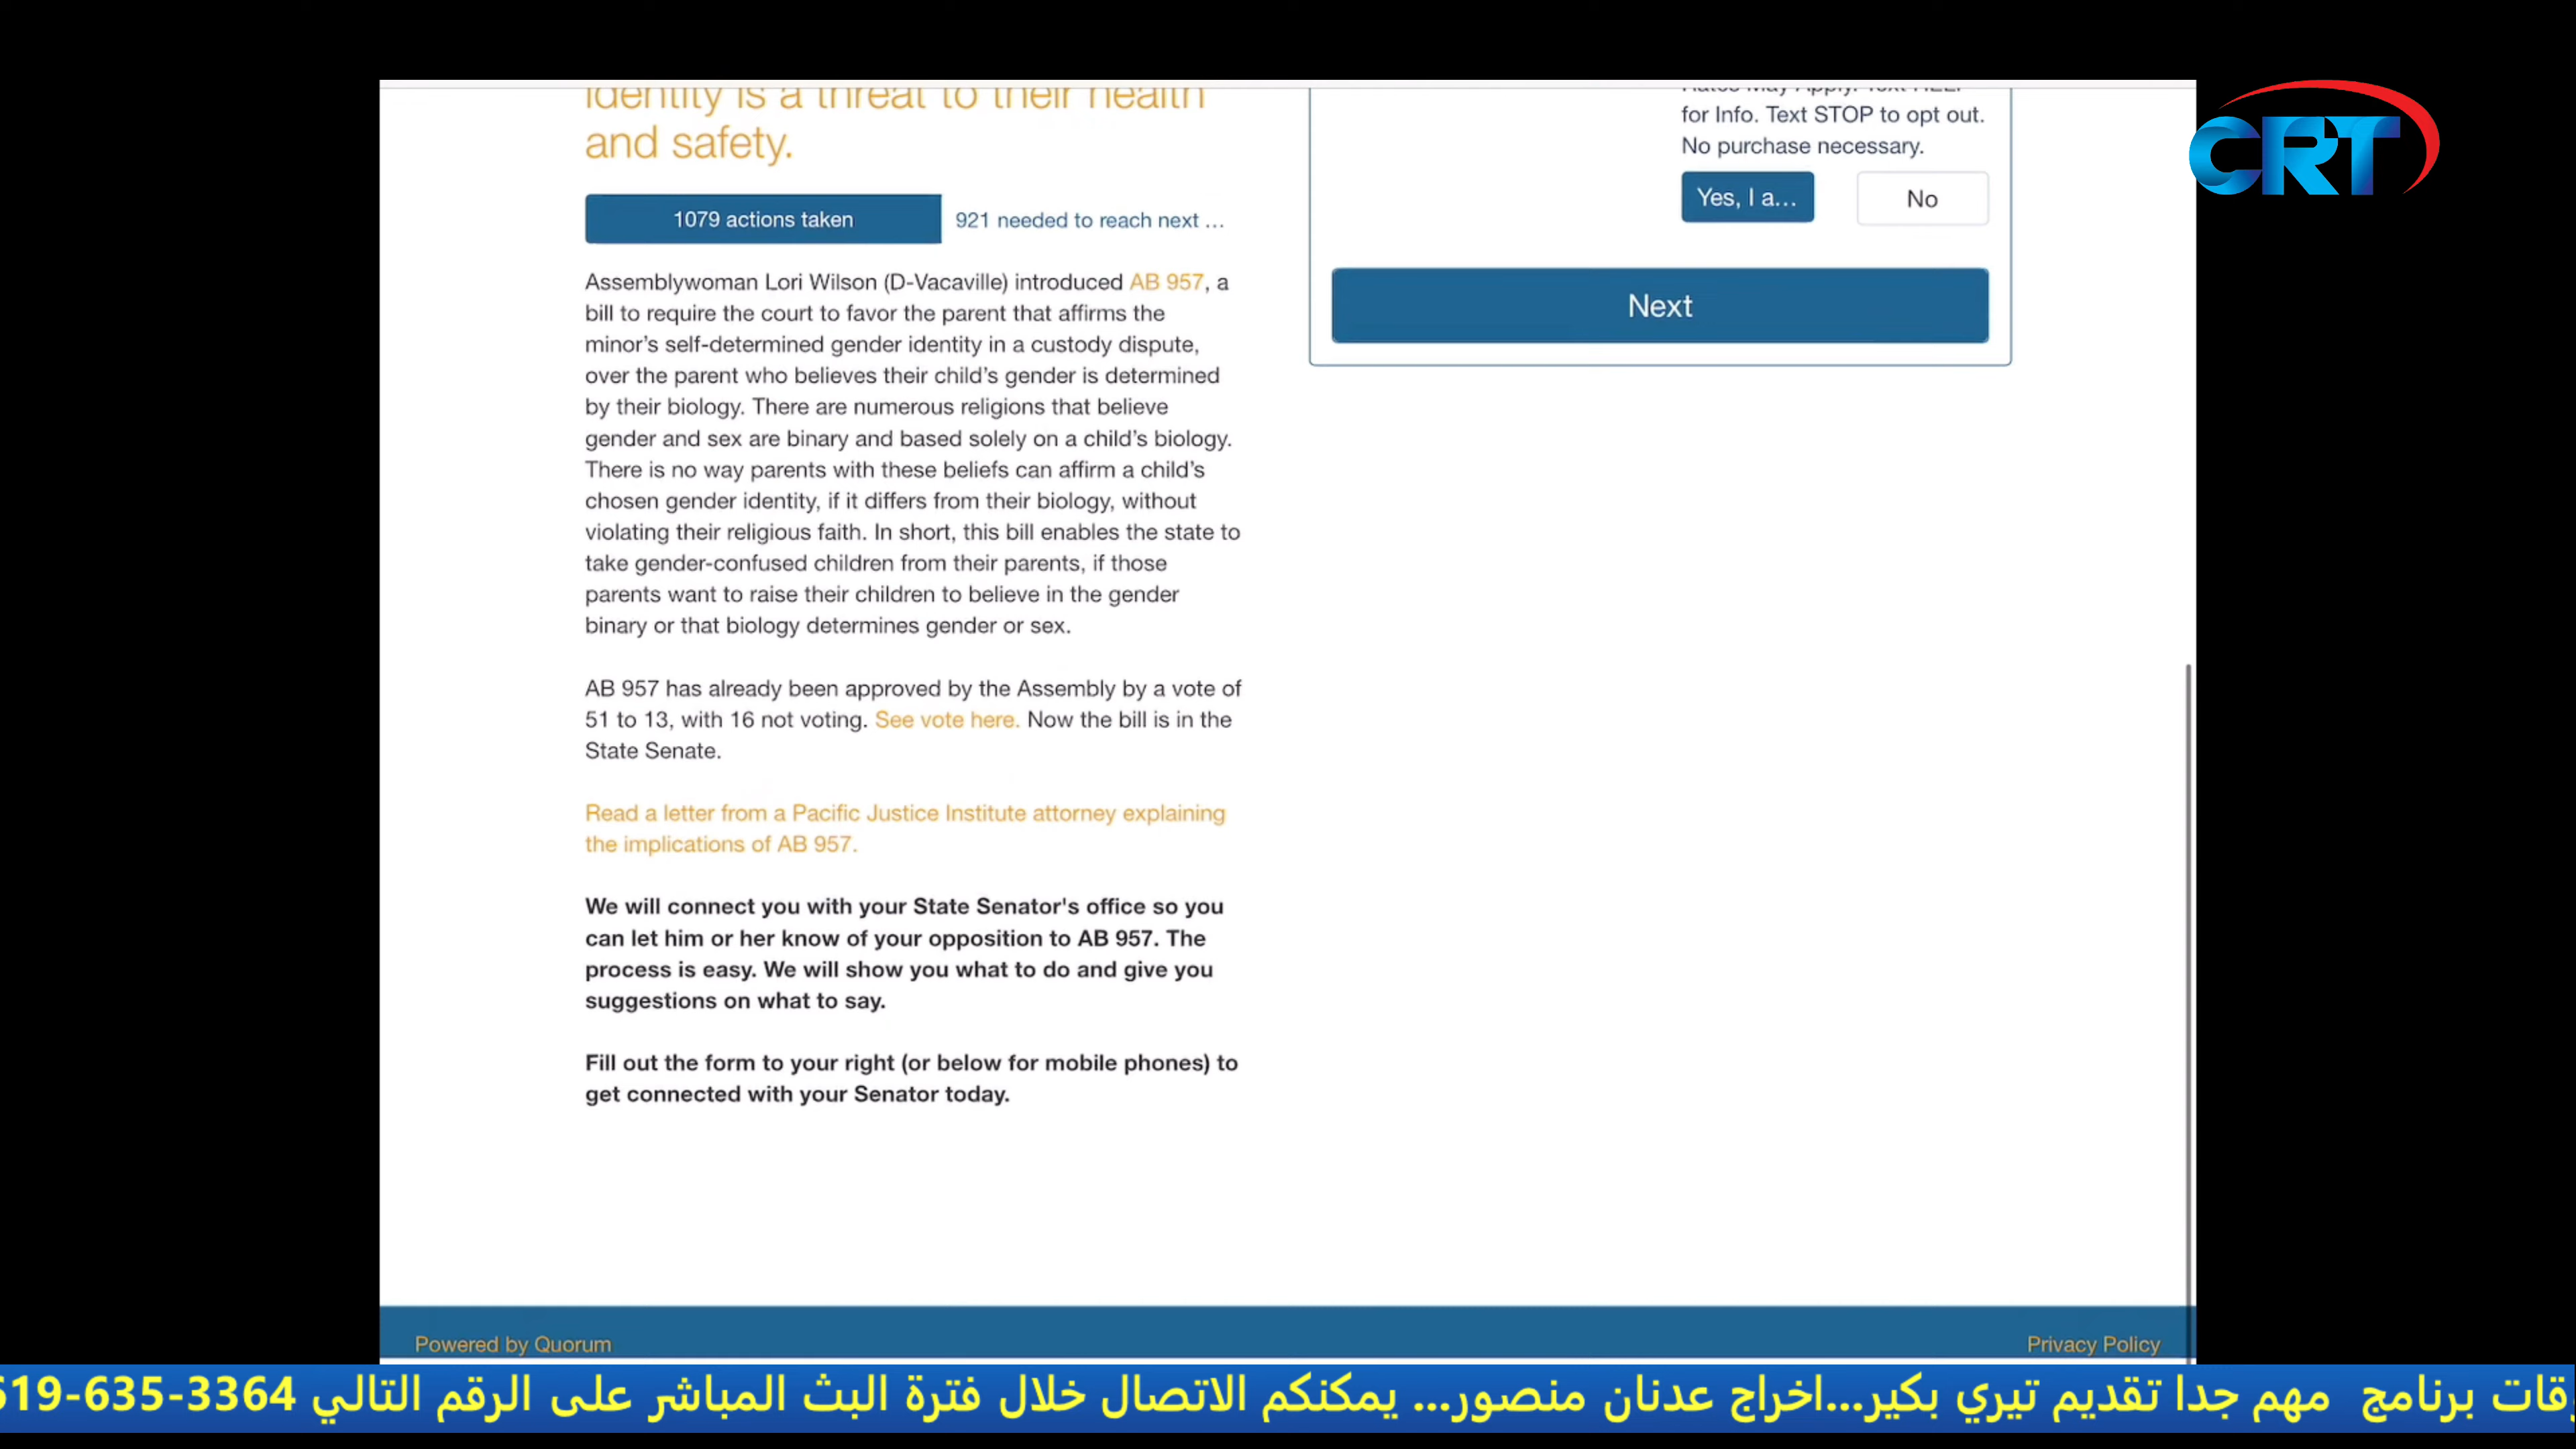 identity is a threat to their health
and safety.
1079 actions taken
921 needed to reach next ...
Assemblywoman Lori Wilson (D-Vacaville) introduced AB 957, a
bill to require the court to favor the parent that affirms the
minor's self-determined gender identity in a custody dispute,
over the parent who believes their child's gender is determined
by their biology. There are numerous religions that believe
gender and sex are binary and based solely on a child's biology.
There is no way parents with these beliefs can affirm a child's
chosen gender identity, if it differs from their biology, without
violating their religious faith. In short, this bill enables the state to
take gender-confused children from their parents, if those
parents want to raise their children to believe in the gender
binary or that biology determines gender or sex.
AB 957 has already been approved by the Assembly by a vote of
51 to 13, with 16 not voting. See vote here. Now the bill is in the
State Senate.
Read a letter from a Pacific Justice Institute attorney explaining
the implications of AB 957.
We will connect you with your State Senator's office so you
can let him or her know of your opposition to AB 957. The
process is easy. We will show you what to do and give you
suggestions on what to say.
Fill out the form to your right (or below for mobile phones) to
get connected with your Senator today.
Rates May Apply. Text HELP
for Info. Text STOP to opt out.
No purchase necessary.
Yes, I a...
No
Next
CRT
Powered by Quorum
Privacy Policy
برنامج مهم جدا تقديم تيري بكير...اخراج عدنان منصور... يمكنكم الاتصال خلال فترة البث المباشر على الرقم التالي 619-635-3364